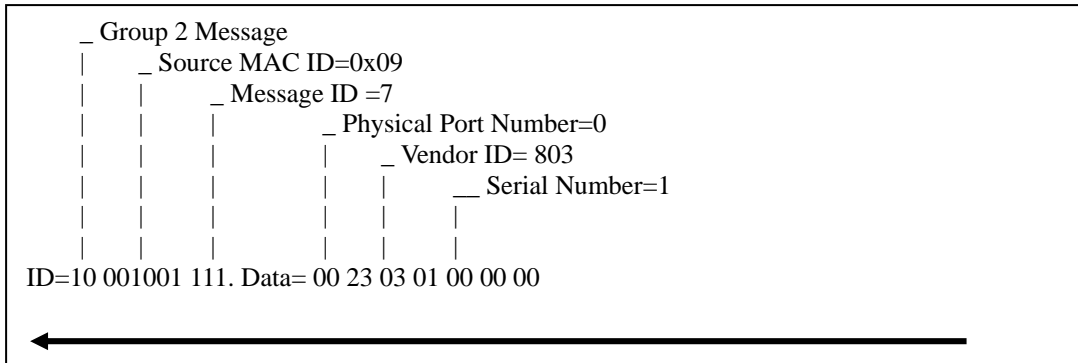 _ Group 2 Message
| _ Source MAC ID=0x09
| | _ Message ID =7
| | | _ Physical Port Number=0
| | | | _ Vendor ID= 803
| | | | | __ Serial Number=1
| | | | | |
| | | | | |
ID=10 001001 111. Data= 00 23 03 01 00 00 00